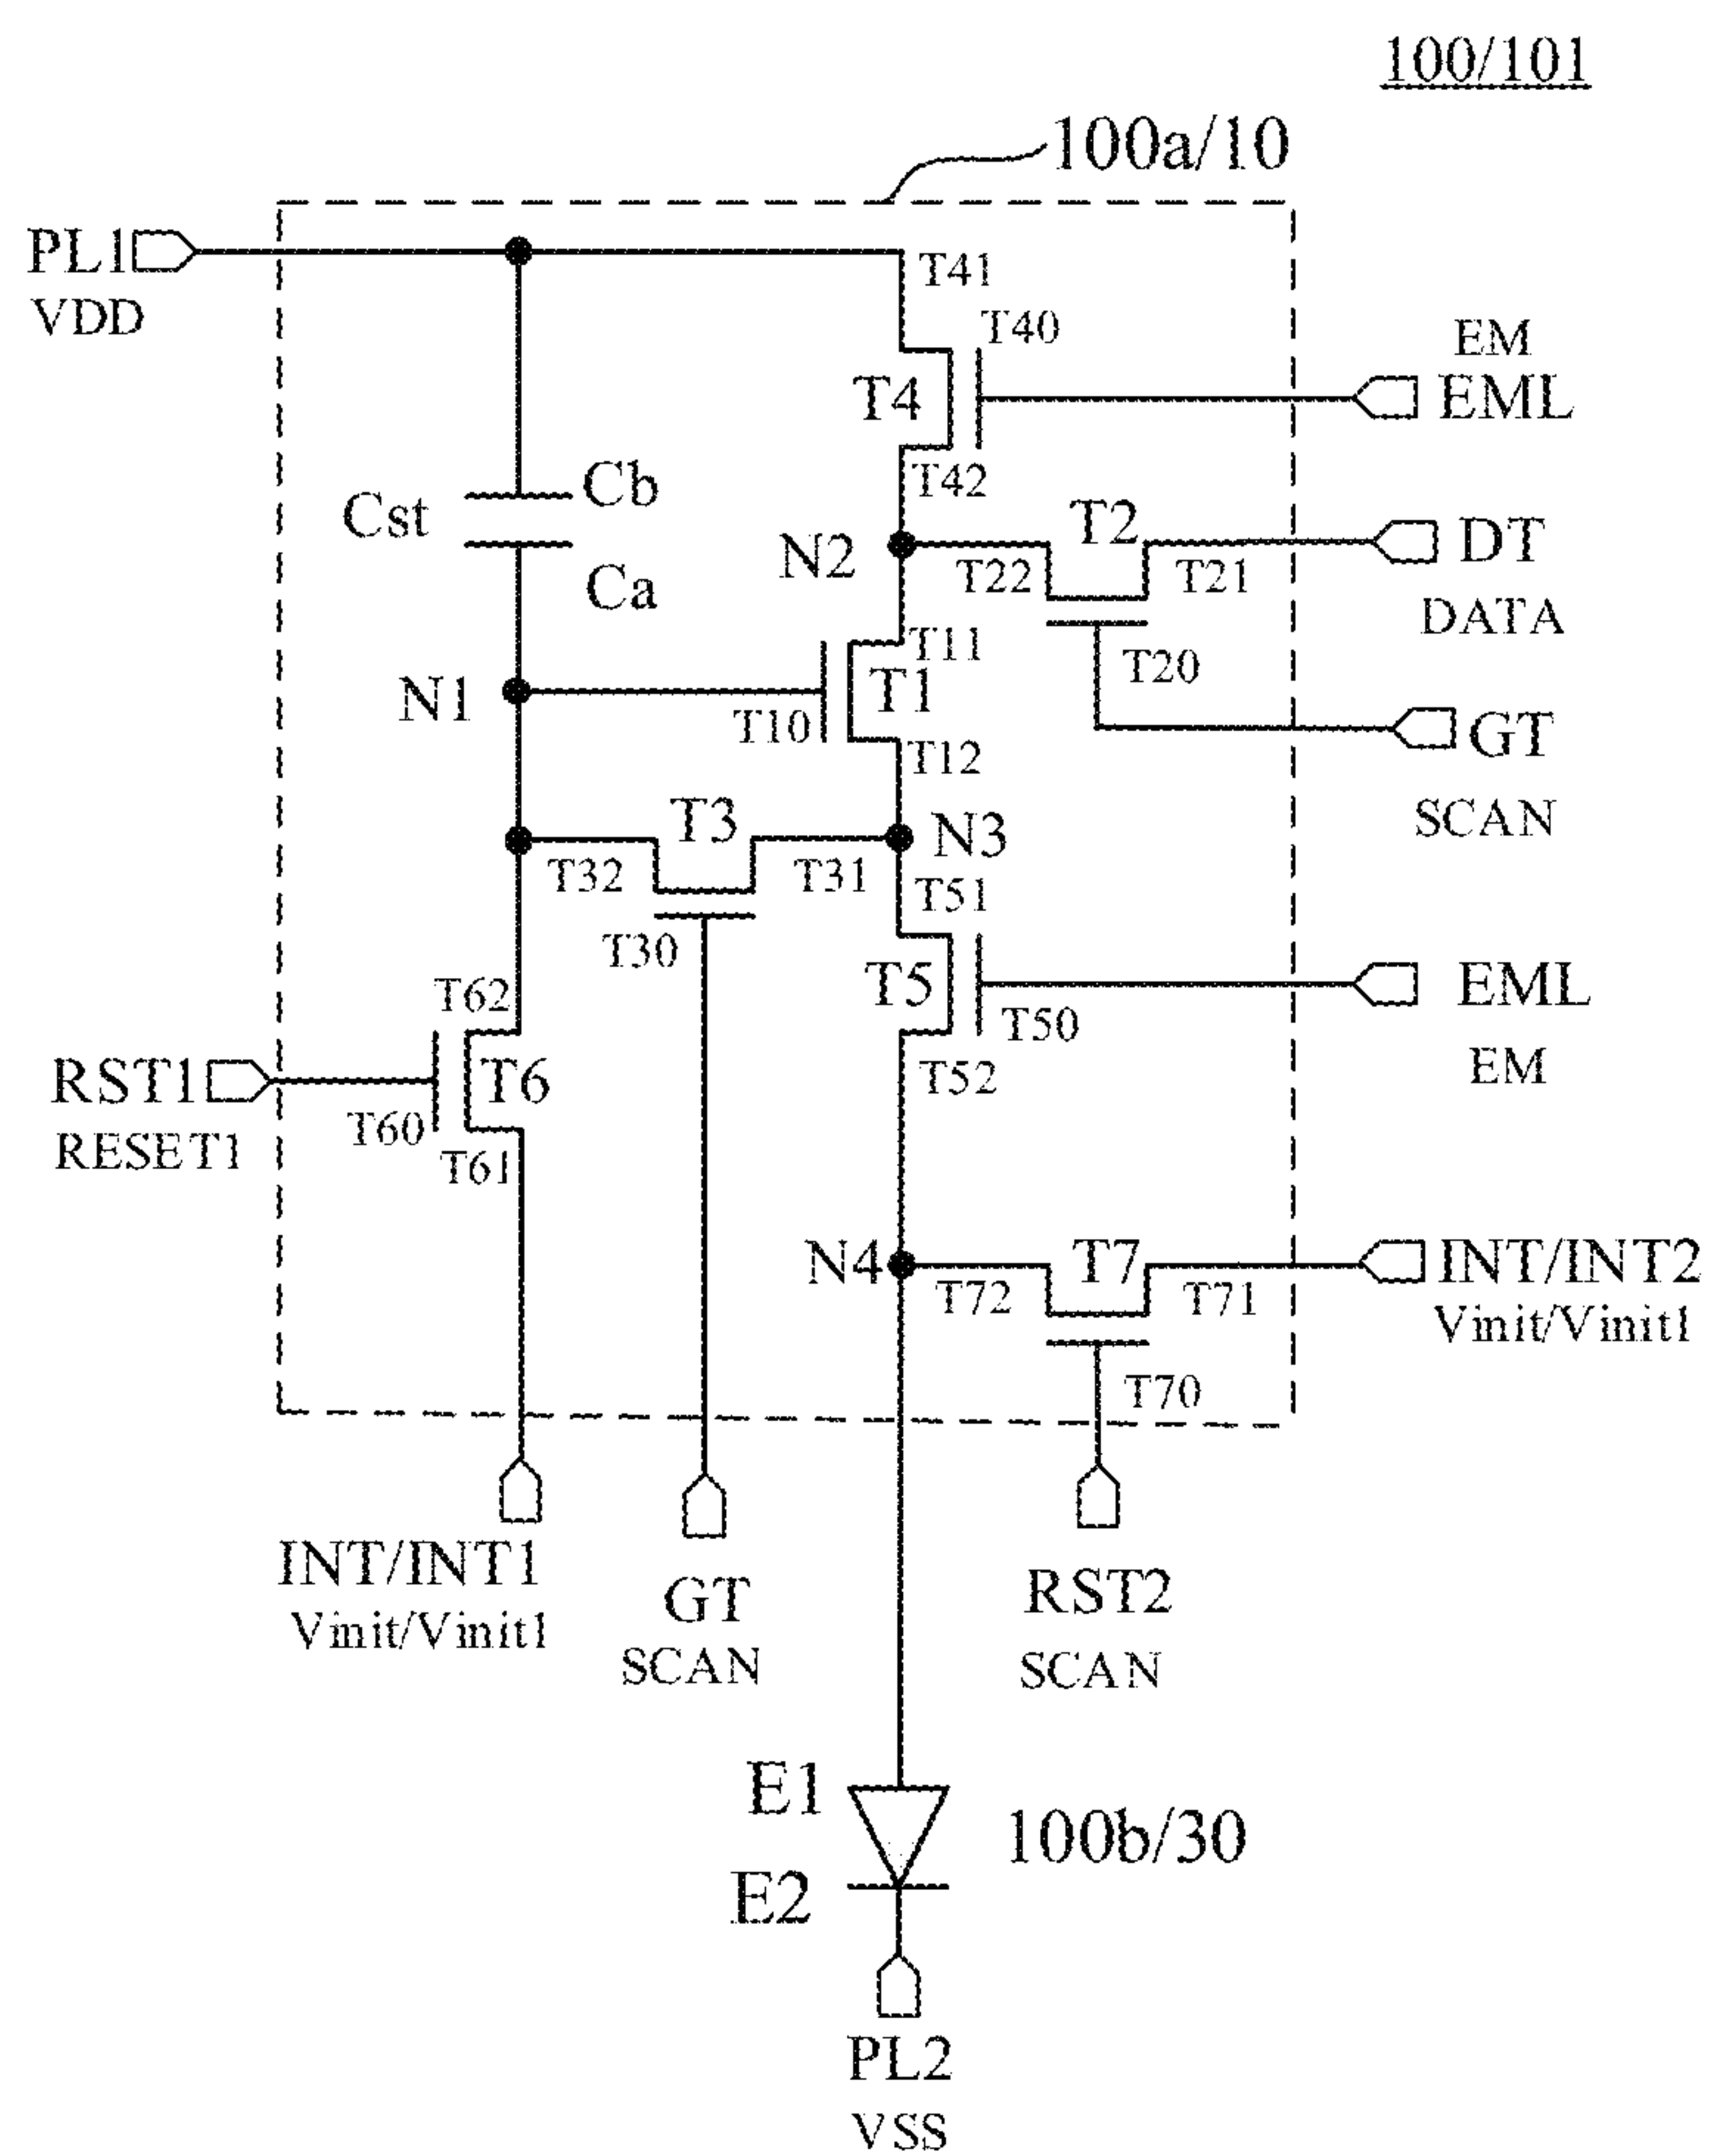 100/101
100a/10
PL1
VDD
T41
T40
EM
EML
T4
T42
Cb
Cst
Ca
N2
T2
T22
T21
DT
DATA
T11
T20
T1
N1
T10
T12
GT
SCAN
T3
N3
T32
T31
T51
T30
T5
EML
T50
EM
T62
T52
RST1
T6
RESET1
T60
T61
N4
T7
INT/INT2
T72
T71
Vinit/Vinit1
T70
INT/INT1
Vinit/Vinit1
GT
SCAN
RST2
SCAN
E1
100b/30
E2
PL2
VSS